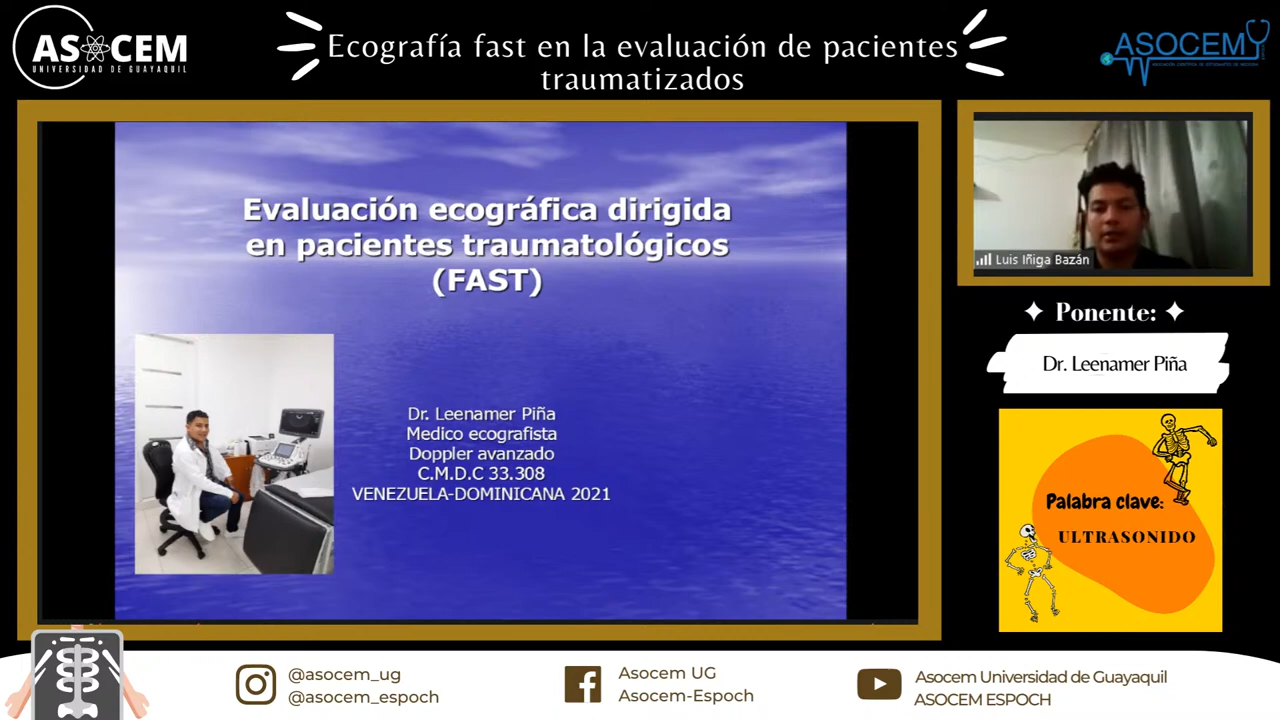 ASOCEM
UNIVERSIDAD DE GUAYAQUIL
Ecografía fast en la evaluación de pacientes
traumatizados
ASOCEM
Evaluación ecográfica dirigida
en pacientes traumatológicos
(FAST)
Dr. Leenamer Piña
Medico ecografista
Doppler avanzado
C.M.D.C 33.308
VENEZUELA-DOMINICANA 2021
Luis Iñiga Bazán
Ponente:
Dr. Leenamer Piña
Palabra clave:
ULTRASONIDO
@asocem_ug
@asocem_espoch
Asocem UG
Asocem-Espoch
Asocem Universidad de Guayaquil
ASOCEM ESPOCH